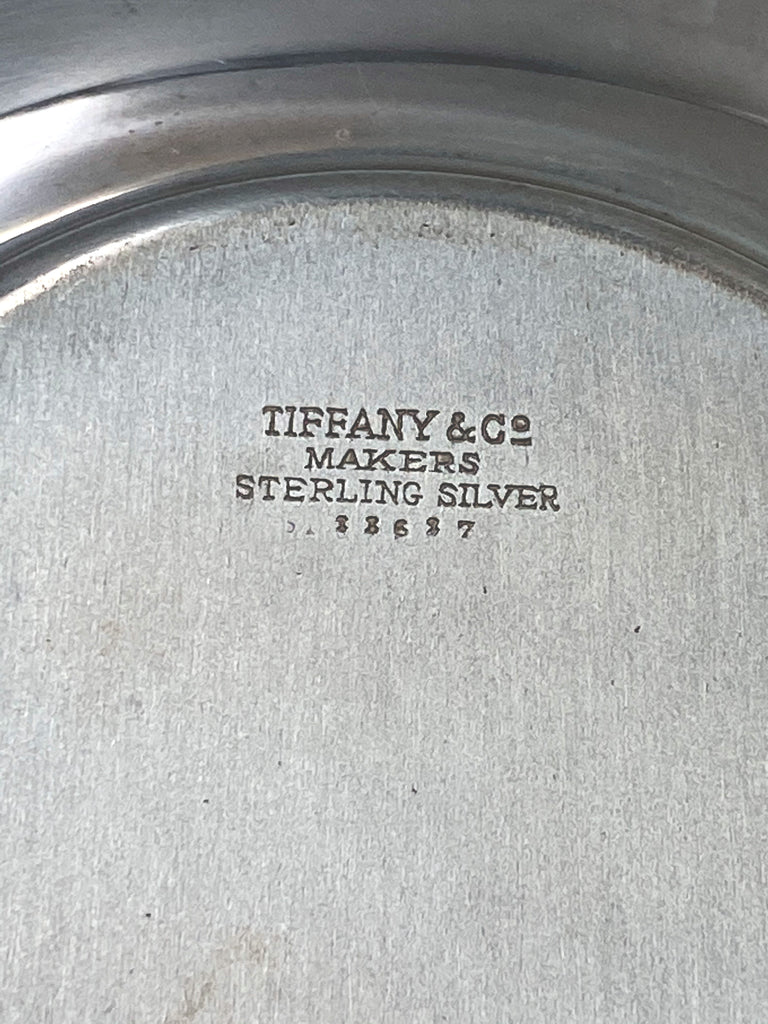 TIFFANY & Cº
MAKERS
STERLING SILVER